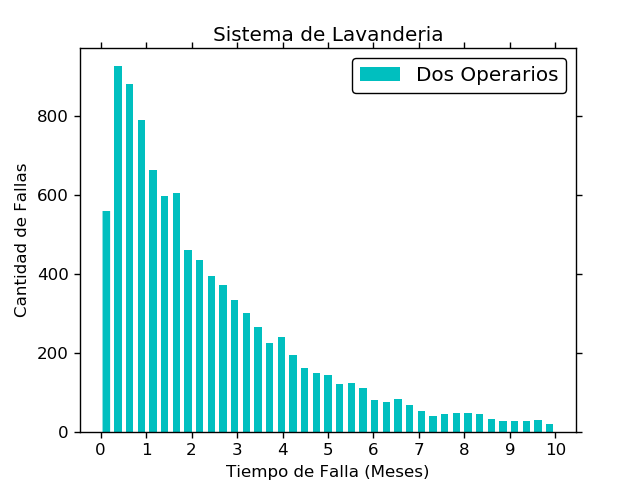 Sistema de Lavanderia
Dos Operarios
Cantidad de Fallas
800
600
400
200
0
0 1 2 3 4 5 6 7 8 9 10
Tiempo de Falla (Meses)